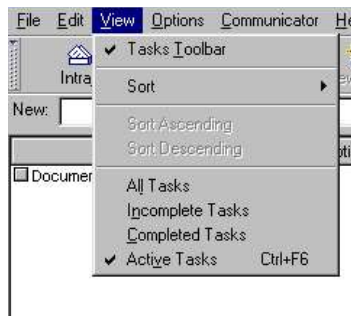 File Edit View Options Communicator
Tasks Toolbar
Intra
Sort
New:
Sort Ascending
Sort Descending
Documen
All Tasks
Incomplete Tasks
Completed Tasks
Active Tasks Ctrl+F6